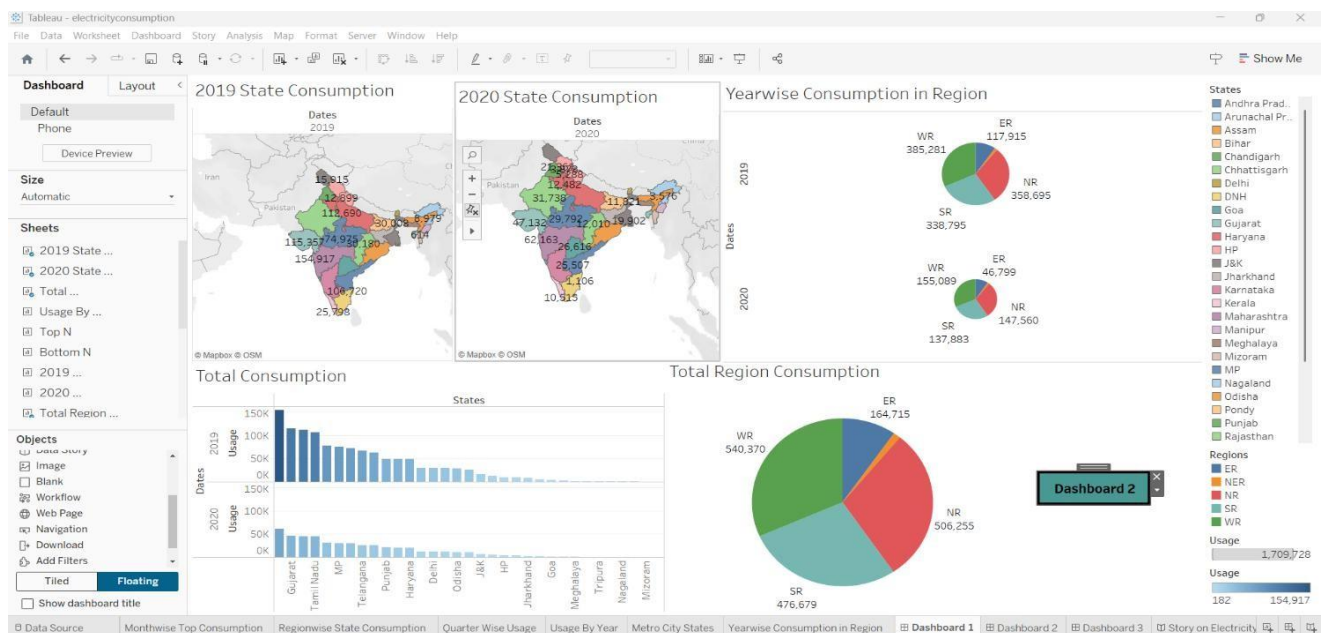 Tableau - electricityconsumption
File Data Worksheet Dashboard Story Analysis Map Format Server Window Help
Show Me
Dashboard Layout
Default
Phone
Device Preview
Size
Automatic
Sheets
2019 State ...
2020 State ...
Total ...
Usage By ...
Top N
Bottom N
2019 ...
2020 ...
Total Region ...
Objects
Data Story
Image
Blank
Workflow
Web Page
Navigation
Download
Add Filters
Tiled Floating
Show dashboard title
2019 State Consumption
Dates
2019
Iran
Pakistan
15,915
12,899
112,690
30,008
8,979
115,357
74,975
614
154,917
106,720
25,798
© Mapbox © OSM
2020 State Consumption
Dates
2020
Pakistan
12,482
31,738
11,321
47,132
29,792
12,010
19,902
62,163
26,616
25,507
1,106
10,515
© Mapbox © OSM
Yearwise Consumption in Region
Dates
2019
WR
385,281
ER
117,915
NR
358,695
SR
338,795
2020
WR
155,089
ER
46,799
NR
147,560
SR
137,883
Total Consumption
States
Dates
2019
Usage
150K
100K
50K
0K
2020
Usage
150K
100K
50K
0K
Gujarat
Tamil Nadu
MP
Telangana
Punjab
Haryana
Delhi
Odisha
J&K
HP
Jharkhand
Goa
Meghalaya
Tripura
Nagaland
Mizoram
Total Region Consumption
WR
540,370
ER
164,715
NR
506,255
SR
476,679
Dashboard 2
States
Andhra Prad..
Arunachal Pr..
Assam
Bihar
Chandigarh
Chhattisgarh
Delhi
DNH
Goa
Gujarat
Haryana
HP
J&K
Jharkhand
Karnataka
Kerala
Maharashtra
Manipur
Meghalaya
Mizoram
MP
Nagaland
Odisha
Pondy
Punjab
Rajasthan
Regions
ER
NER
NR
SR
WR
Usage
1,709,728
Usage
182 154,917
Data Source Monthwise Top Consumption Regionwise State Consumption Quarter Wise Usage Usage By Year Metro City States Yearwise Consumption in Region Dashboard 1 Dashboard 2 Dashboard 3 Story on Electricity